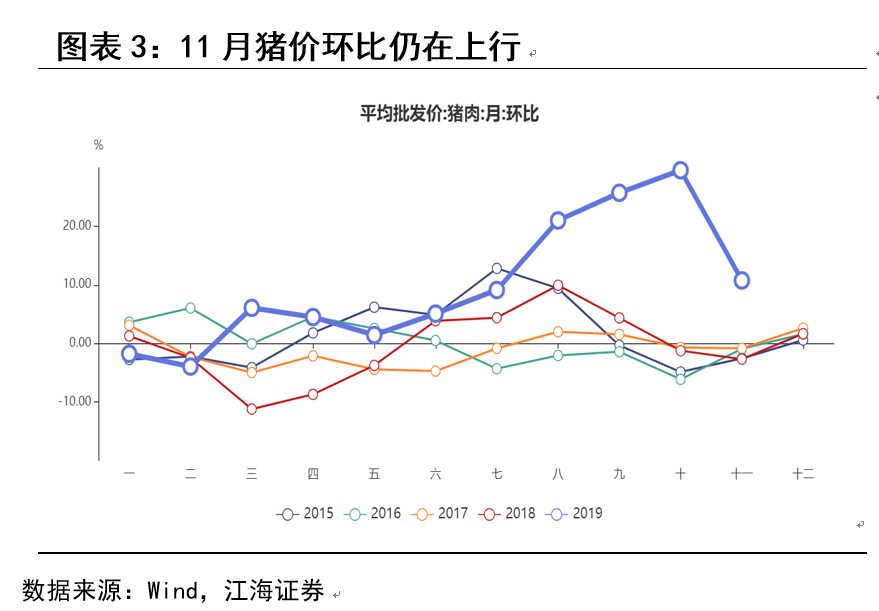 图表 3：11 月猪价环比仍在上行
平均批发价:猪肉:月:环比
%
20.00
10.00
0.00
-10.00
一 二 三 四 五 六 七 八 九 十 十一 十二
2015 2016 2017 2018 2019
数据来源：Wind，江海证券